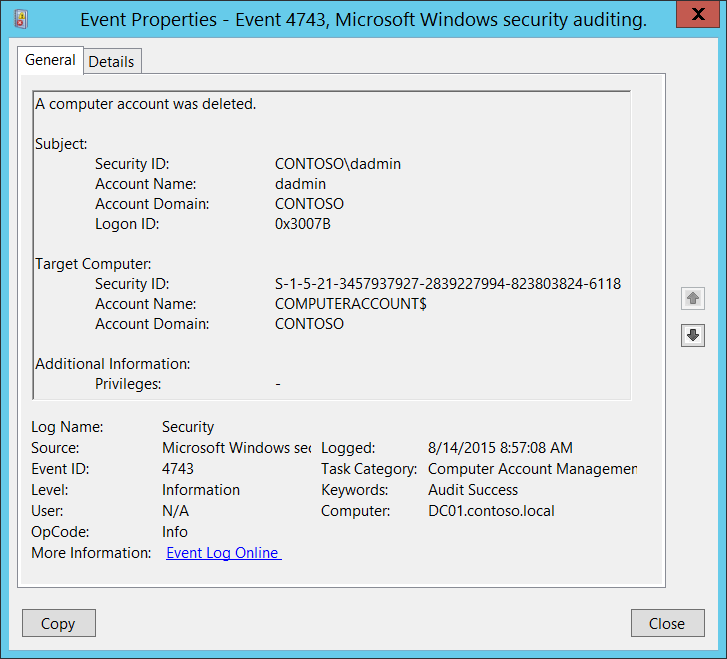 Event Properties - Event 4743, Microsoft Windows security auditing.
X
General Details
A computer account was deleted.
Subject:
Security ID: CONTOSO\dadmin
Account Name: dadmin
Account Domain: CONTOSO
Logon ID: 0x3007B
Target Computer:
Security ID: S-1-5-21-3457937927-2839227994-823803824-6118
Account Name: COMPUTERACCOUNT$
Account Domain: CONTOSO
Additional Information:
Privileges: -
Log Name: Security
Source: Microsoft Windows sec Logged: 8/14/2015 8:57:08 AM
Event ID: 4743 Task Category: Computer Account Managemen
Level: Information Keywords: Audit Success
User: N/A Computer: DC01.contoso.local
OpCode: Info
More Information: Event Log Online
Copy Close